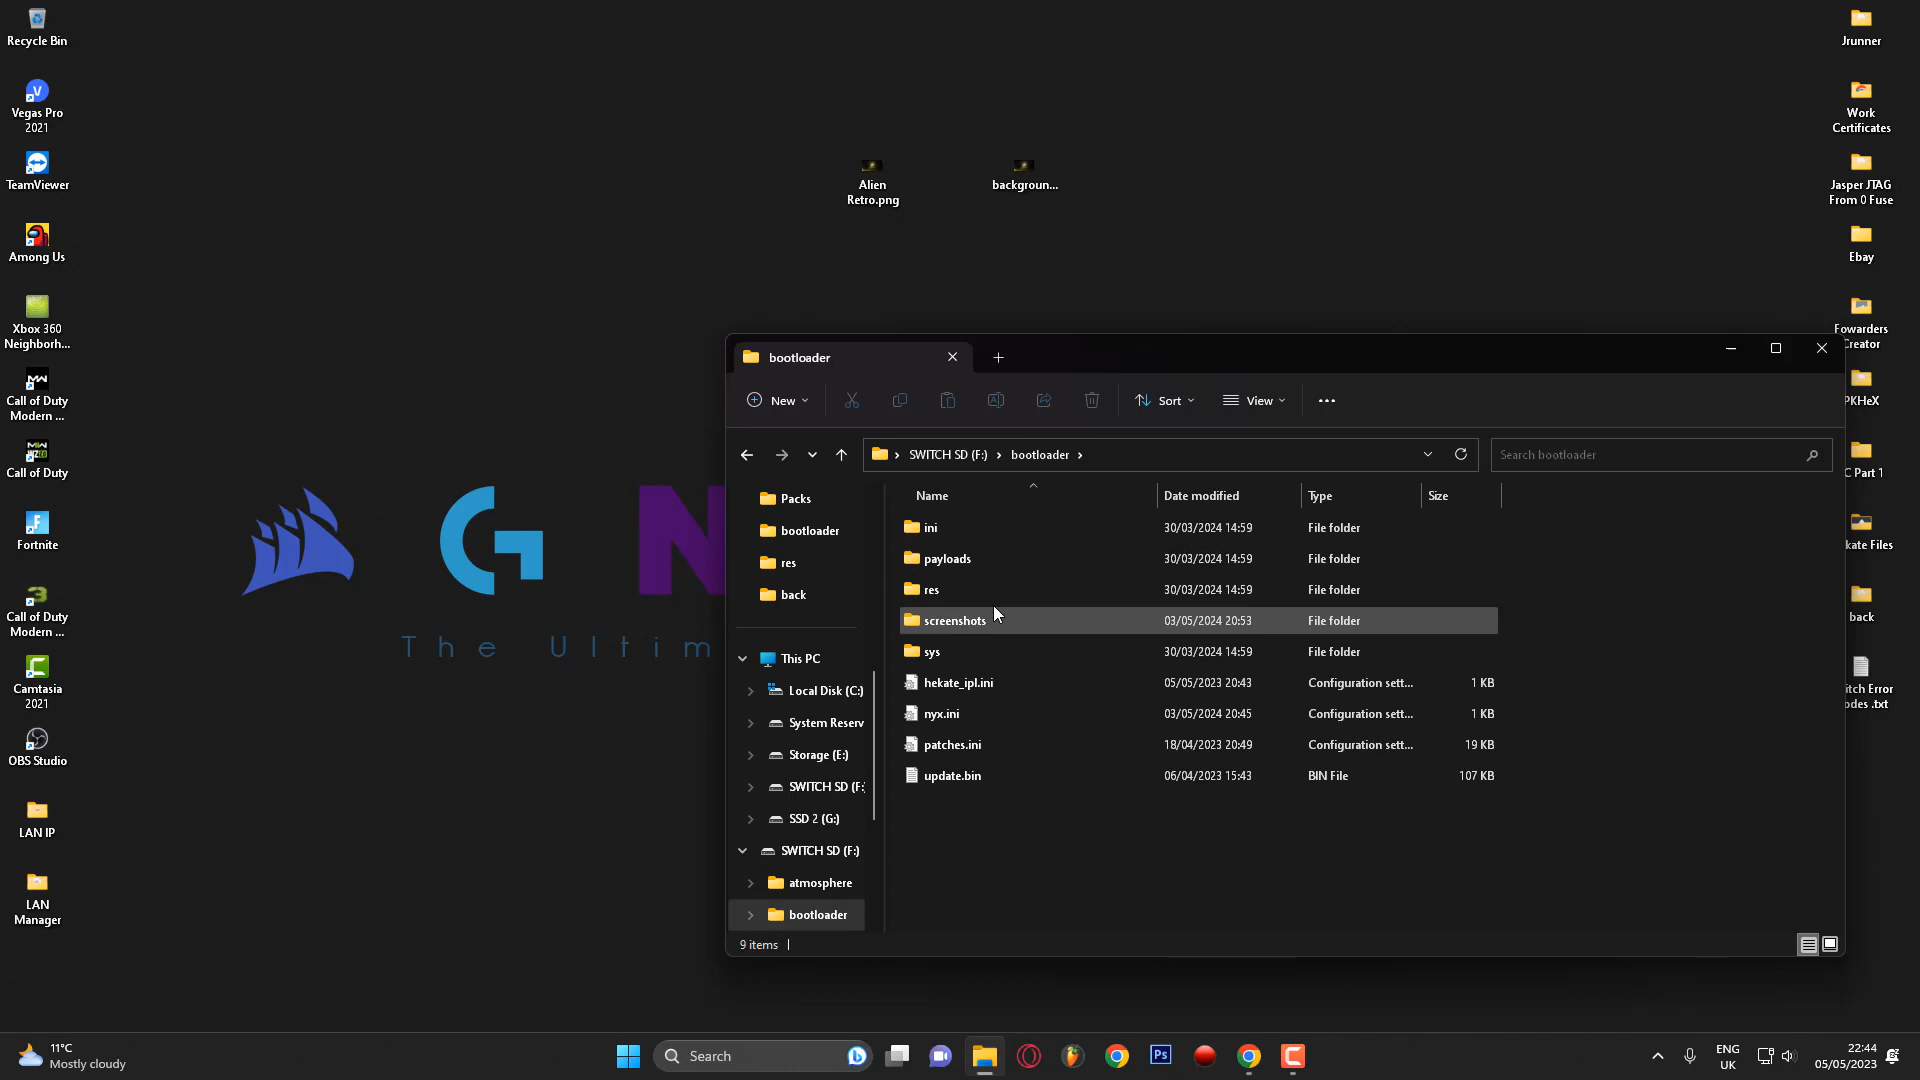 Recycle Bin
Vegas Pro
2021
TeamViewer
Among Us
Xbox 360
Neighborh...
Call of Duty
Modern ...
Call of Duty
Fortnite
Call of Duty
Modern ...
Camtasia
2021
OBS Studio
LAN IP
LAN
Manager
Alien
Retro.png
backgroun...
Jrunner
Work
Certificates
Jasper JTAG
From 0 Fuse
Ebay
Fowarders
Creator
PKHeX
C Part 1
kate Files
back
itch Error
odes .txt
G N
The Ultim
bootloader
New
Sort
View
SWITCH SD (F:) > bootloader >
Search bootloader
Packs
bootloader
res
back
This PC
Local Disk (C:)
System Reserv
Storage (E:)
SWITCH SD (F:
SSD 2 (G:)
SWITCH SD (F:)
atmosphere
bootloader
Name Date modified Type Size
ini 30/03/2024 14:59 File folder
payloads 30/03/2024 14:59 File folder
res 30/03/2024 14:59 File folder
screenshots 03/05/2024 20:53 File folder
sys 30/03/2024 14:59 File folder
hekate_ipl.ini 05/05/2023 20:43 Configuration sett... 1 KB
nyx.ini 03/05/2024 20:45 Configuration sett... 1 KB
patches.ini 18/04/2023 20:49 Configuration sett... 19 KB
update.bin 06/04/2023 15:43 BIN File 107 KB
9 items
11°C
Mostly cloudy
Search
Ps
ENG
UK
22:44
05/05/2023